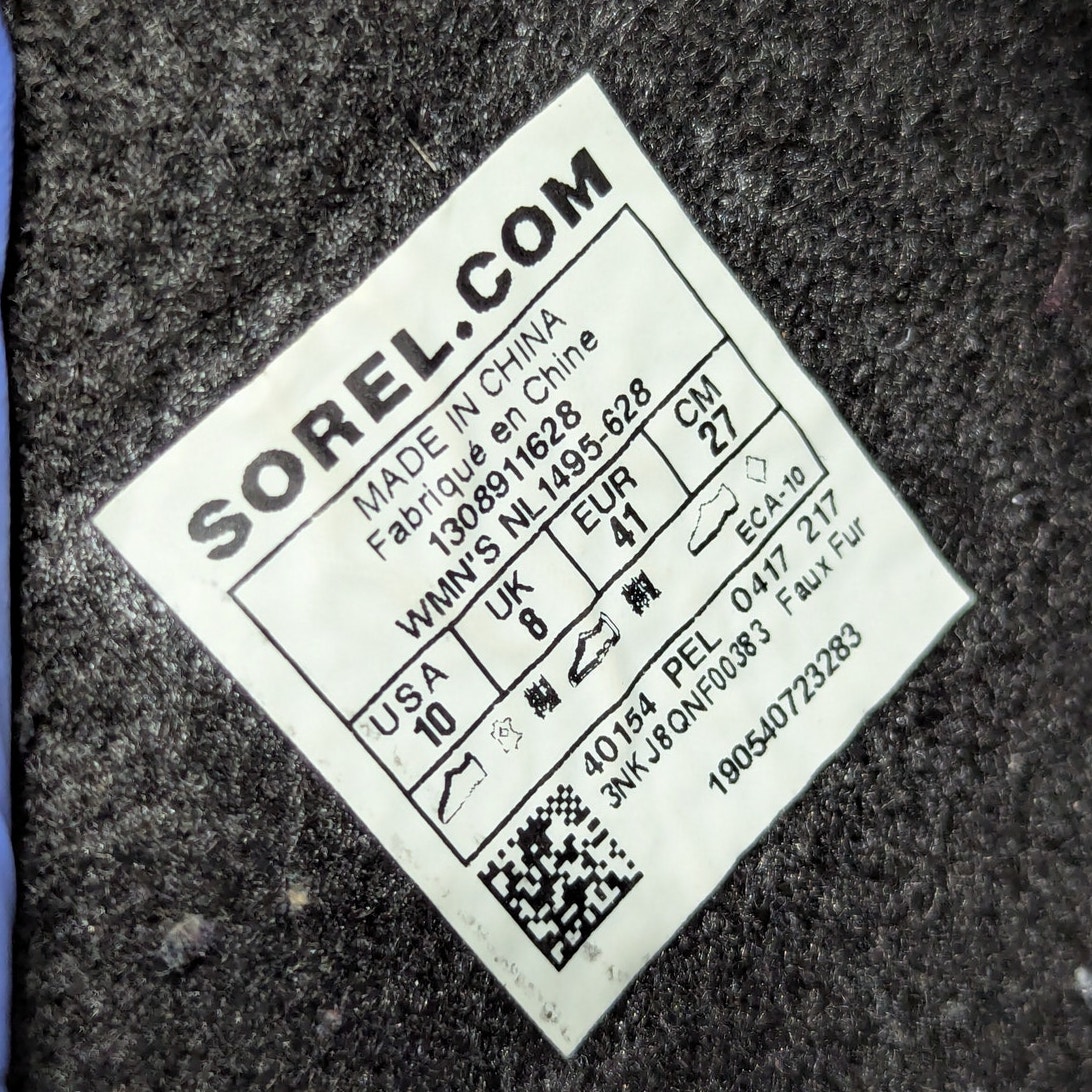 SOREL.COM
MADE IN CHINA
Fabriqué en Chine
1308911628
WMN'S NL1495-628
USA UK EUR CM
10 8 41 27
ECA-10
40154 PEL 0417 217
3NKJ8QNF00383 Faux Fur
190540723283